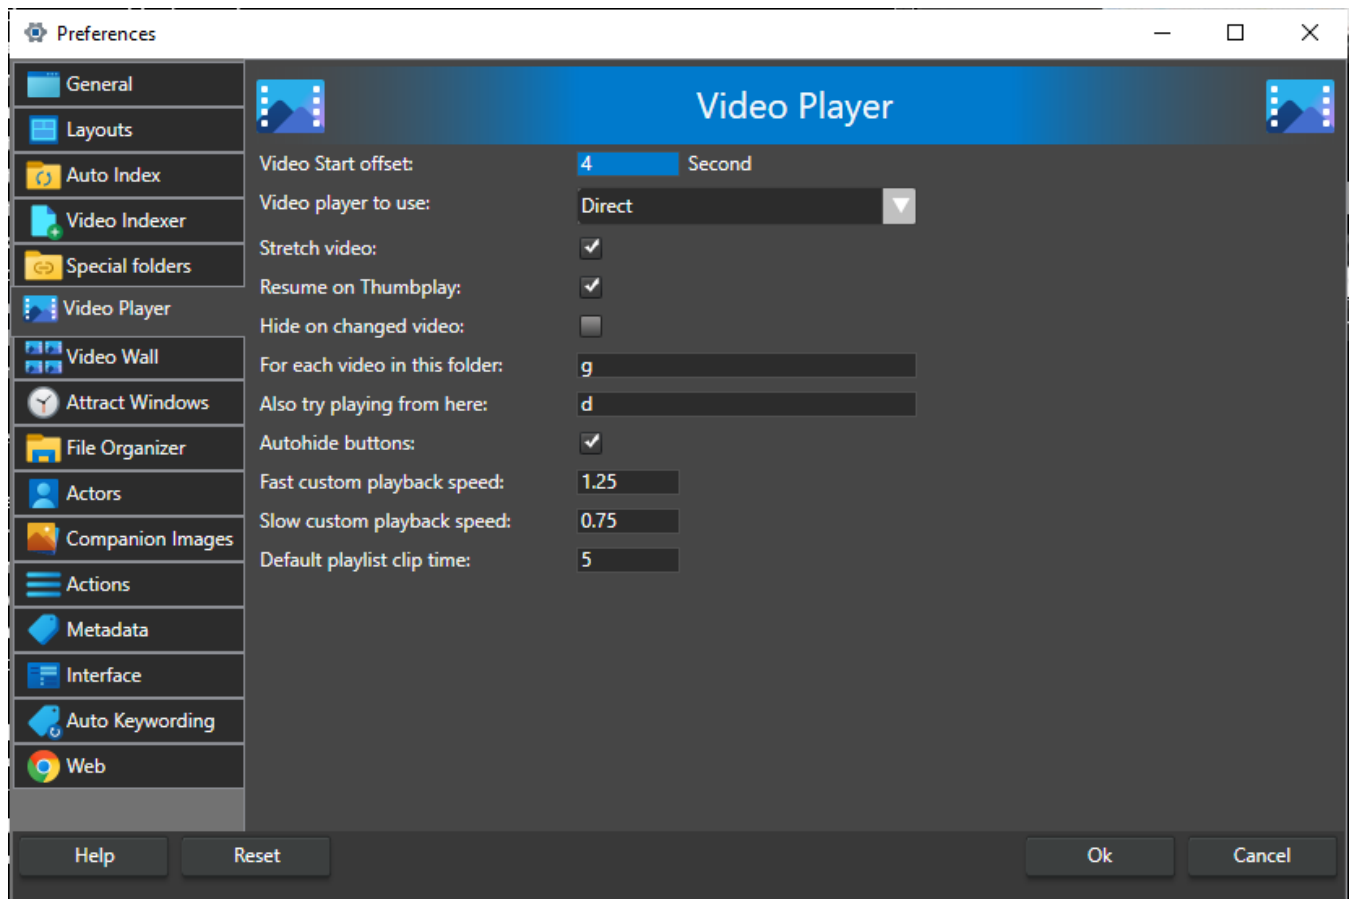 Preferences
General
Layouts
Auto Index
Video Indexer
Special folders
Video Player
Video Wall
Attract Windows
File Organizer
Actors
Companion Images
Actions
Metadata
Interface
Auto Keywording
Web
Video Player
Video Start offset: 4 Second
Video player to use: Direct
Stretch video:
Resume on Thumbplay:
Hide on changed video:
For each video in this folder: g
Also try playing from here: d
Autohide buttons:
Fast custom playback speed: 1.25
Slow custom playback speed: 0.75
Default playlist clip time: 5
Help Reset Ok Cancel